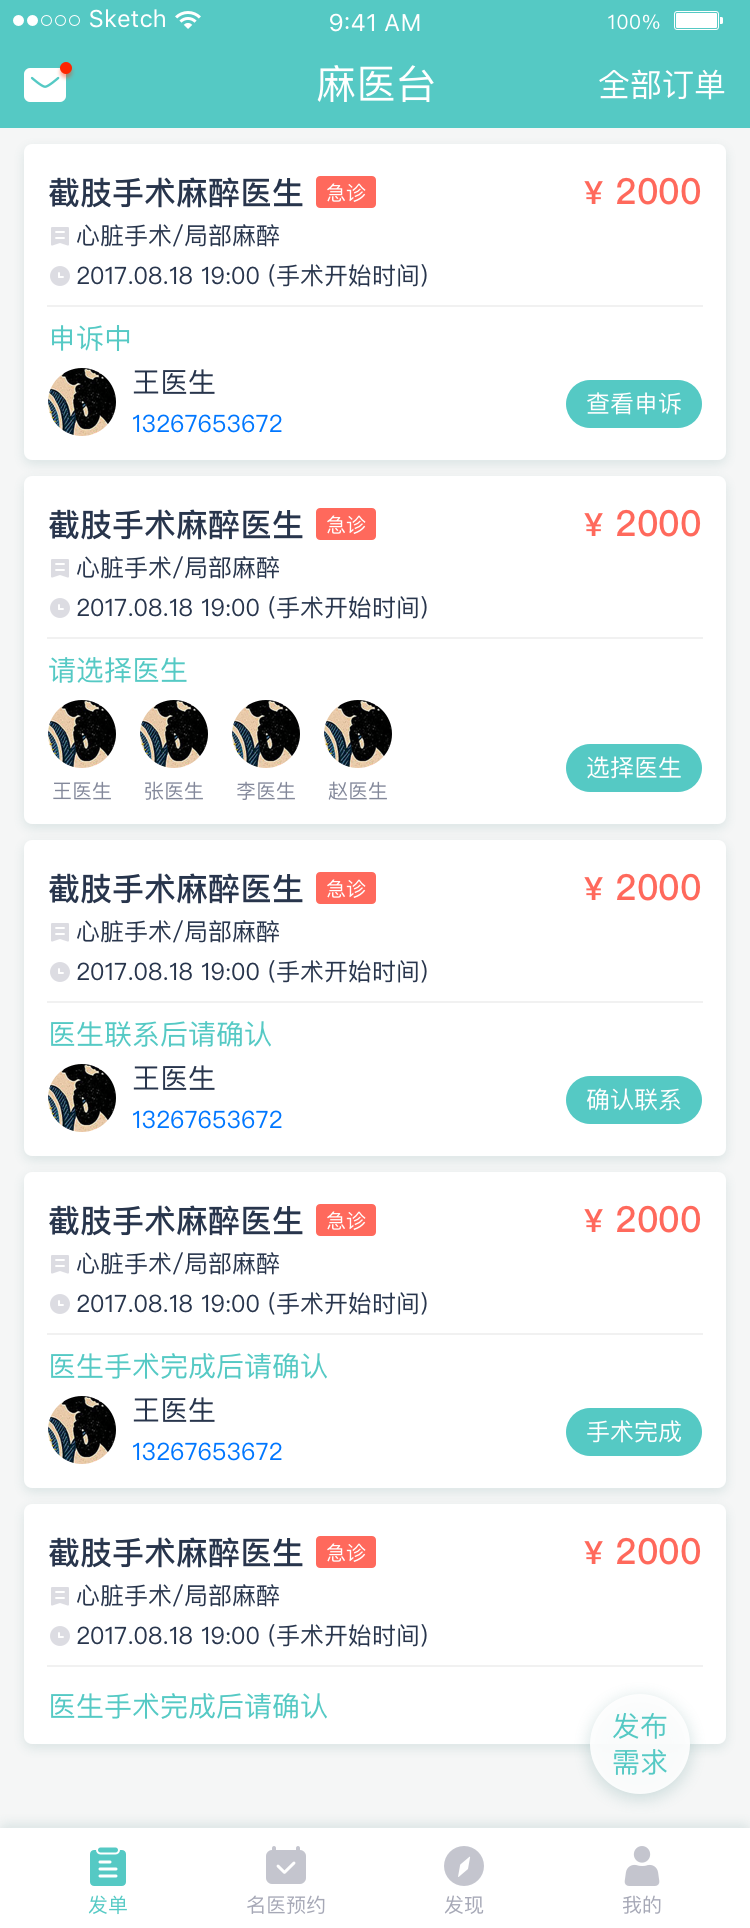 Sketch 9:41 AM 100%
麻医台 全部订单
截肢手术麻醉医生 急诊 ¥ 2000
心脏手术/局部麻醉
2017.08.18 19:00 (手术开始时间)
申诉中
王医生
13267653672
查看申诉
截肢手术麻醉医生 急诊 ¥ 2000
心脏手术/局部麻醉
2017.08.18 19:00 (手术开始时间)
请选择医生
王医生 张医生 李医生 赵医生
选择医生
截肢手术麻醉医生 急诊 ¥ 2000
心脏手术/局部麻醉
2017.08.18 19:00 (手术开始时间)
医生联系后请确认
王医生
13267653672
确认联系
截肢手术麻醉医生 急诊 ¥ 2000
心脏手术/局部麻醉
2017.08.18 19:00 (手术开始时间)
医生手术完成后请确认
王医生
13267653672
手术完成
截肢手术麻醉医生 急诊 ¥ 2000
心脏手术/局部麻醉
2017.08.18 19:00 (手术开始时间)
医生手术完成后请确认
发布
需求
发单 名医预约 发现 我的